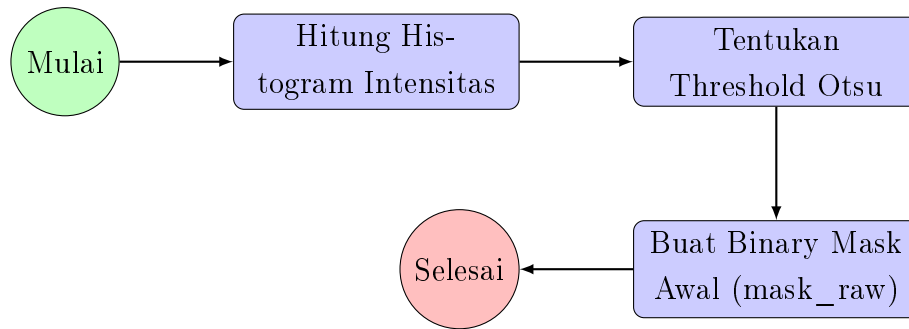 Mulai
Hitung His-
togram Intensitas
Tentukan
Threshold Otsu
Buat Binary Mask
Awal (mask_raw)
Selesai